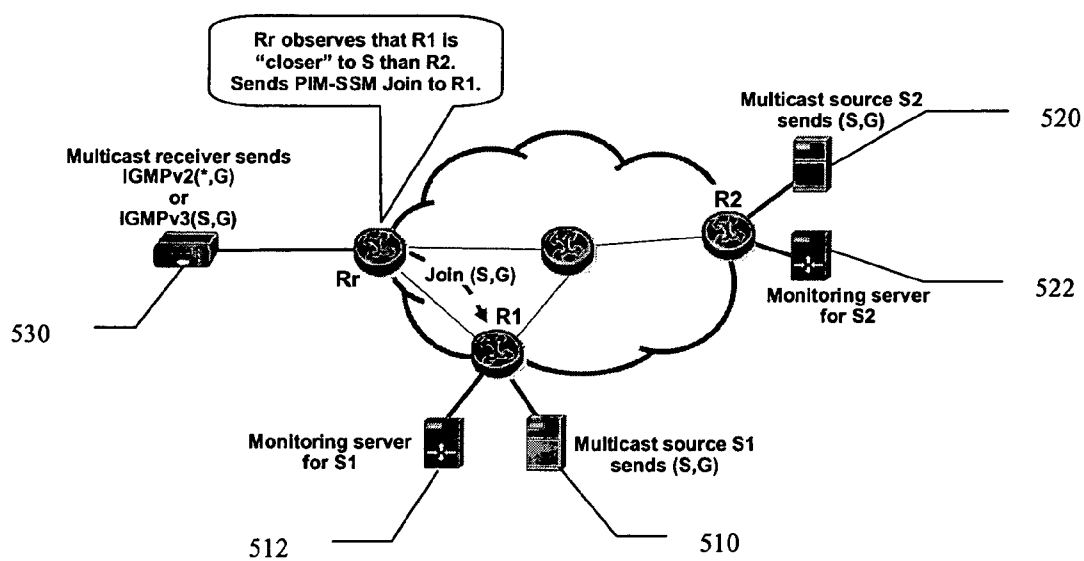 Rr observes that R1 is
“closer” to S than R2.
Sends PIM-SSM Join to R1.
Multicast source S2
sends (S,G)
520
Multicast receiver sends
IGMPv2(*,G)
or
IGMPv3(S,G)
R2
Rr
Join (S,G)
R1
Monitoring server
for S2
522
530
Monitoring server
for S1
Multicast source S1
sends (S,G)
512
510